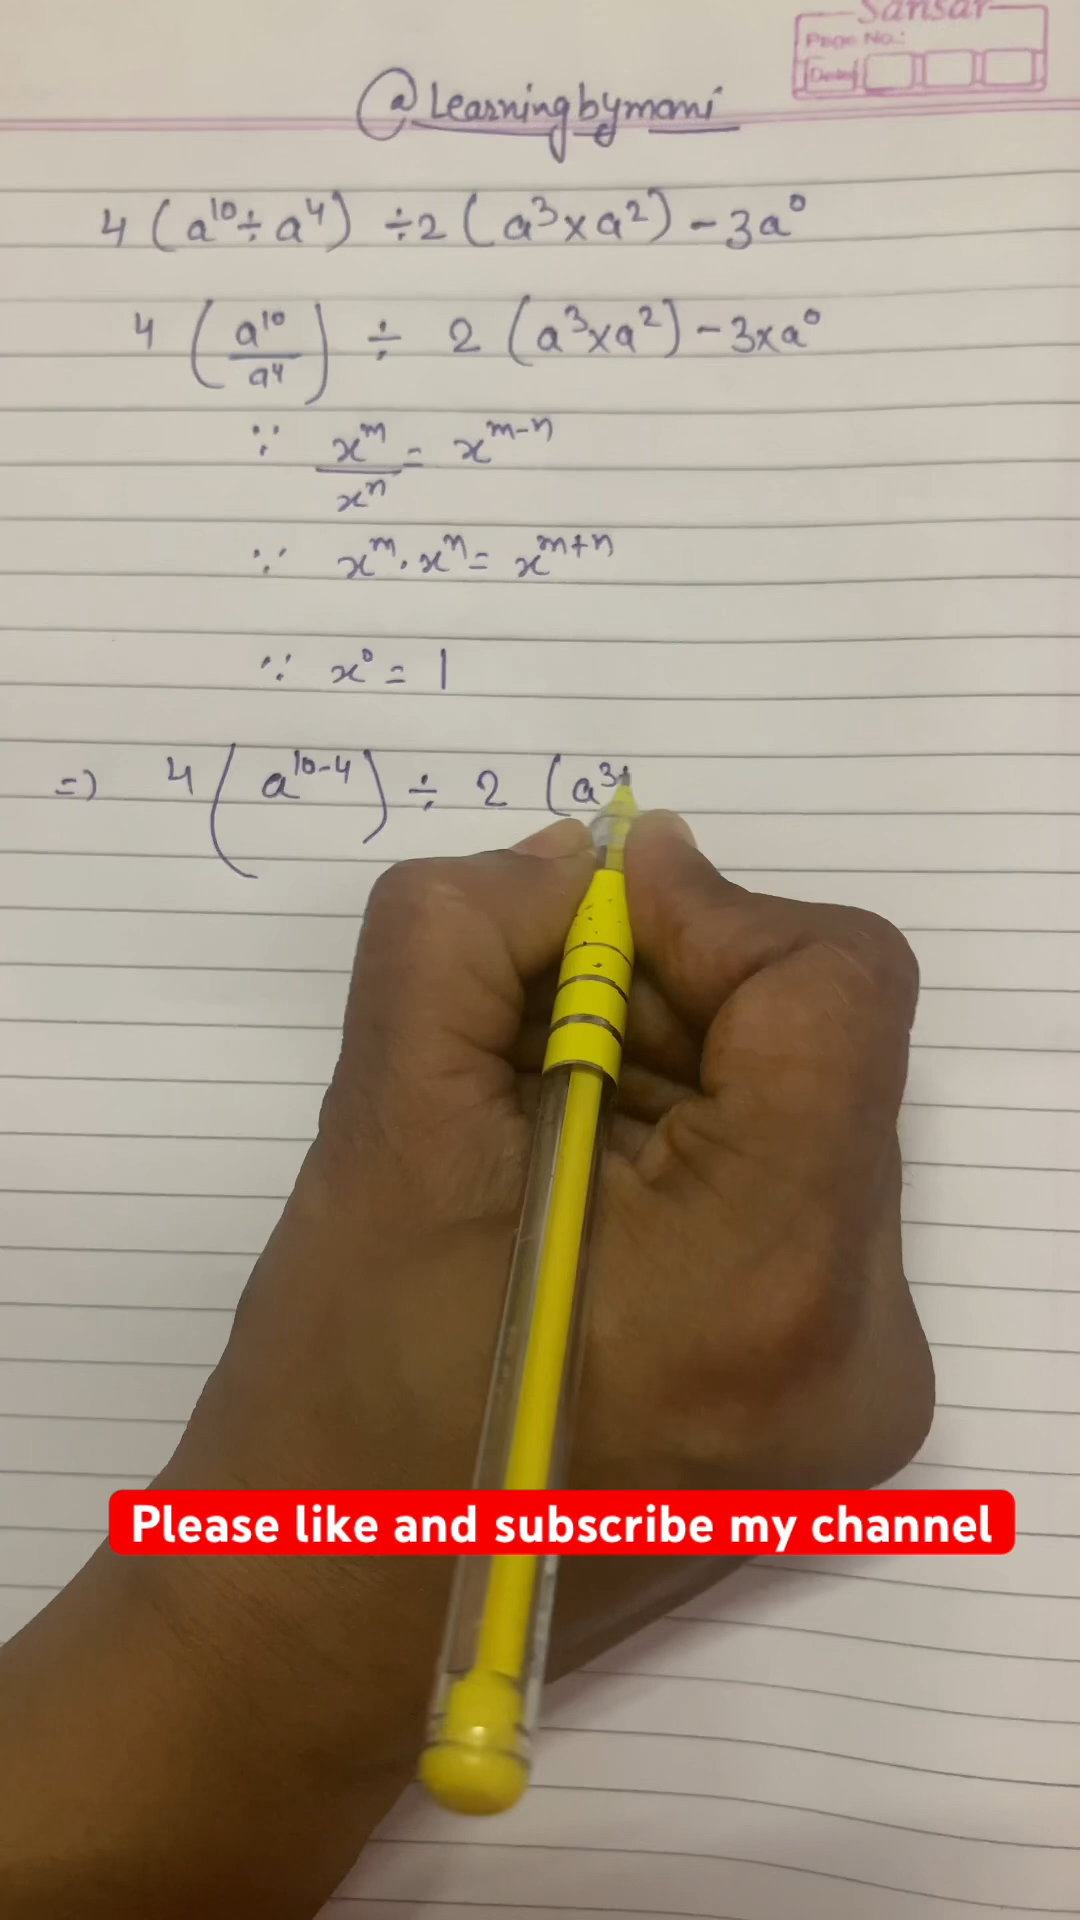 Sansar
Page No.:
Date
@Learningbymami
4 (a¹⁰ ÷ a⁴) ÷ 2 (a³ × a²) - 3a⁰
4 (a¹⁰/a⁴) ÷ 2 (a³ × a²) - 3 × a⁰
∵ xᵐ/xⁿ = xᵐ⁻ⁿ
∵ xᵐ . xⁿ = xᵐ⁺ⁿ
∵ x⁰ = 1
=) 4 (a¹⁰⁻⁴) ÷ 2 (a³⁺
Please like and subscribe my channel